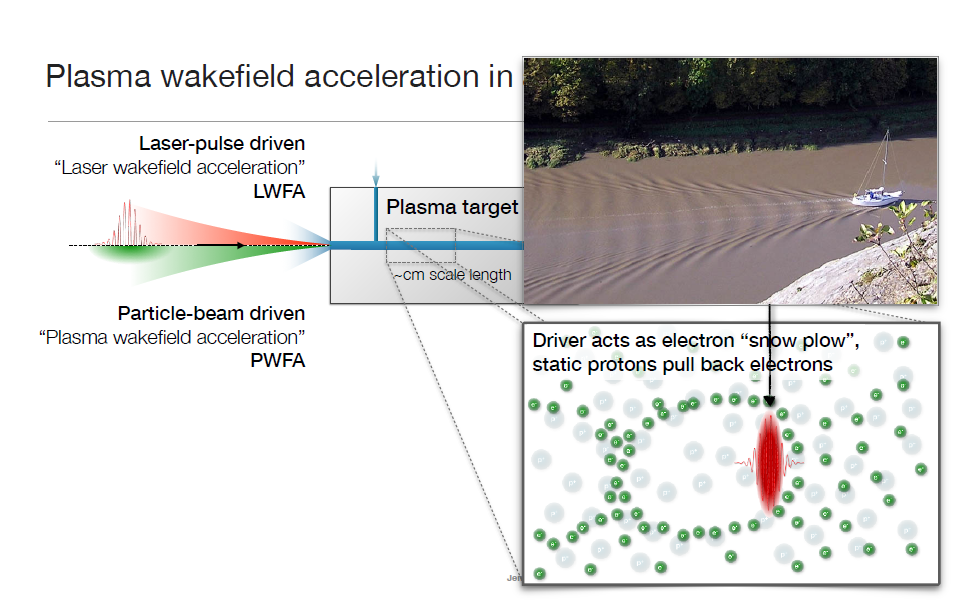 Plasma wakefield acceleration in
Laser-pulse driven
“Laser wakefield acceleration”
LWFA
Plasma target
~cm scale length
Particle-beam driven
“Plasma wakefield acceleration”
PWFA
Driver acts as electron “snow plow”,
static protons pull back electrons